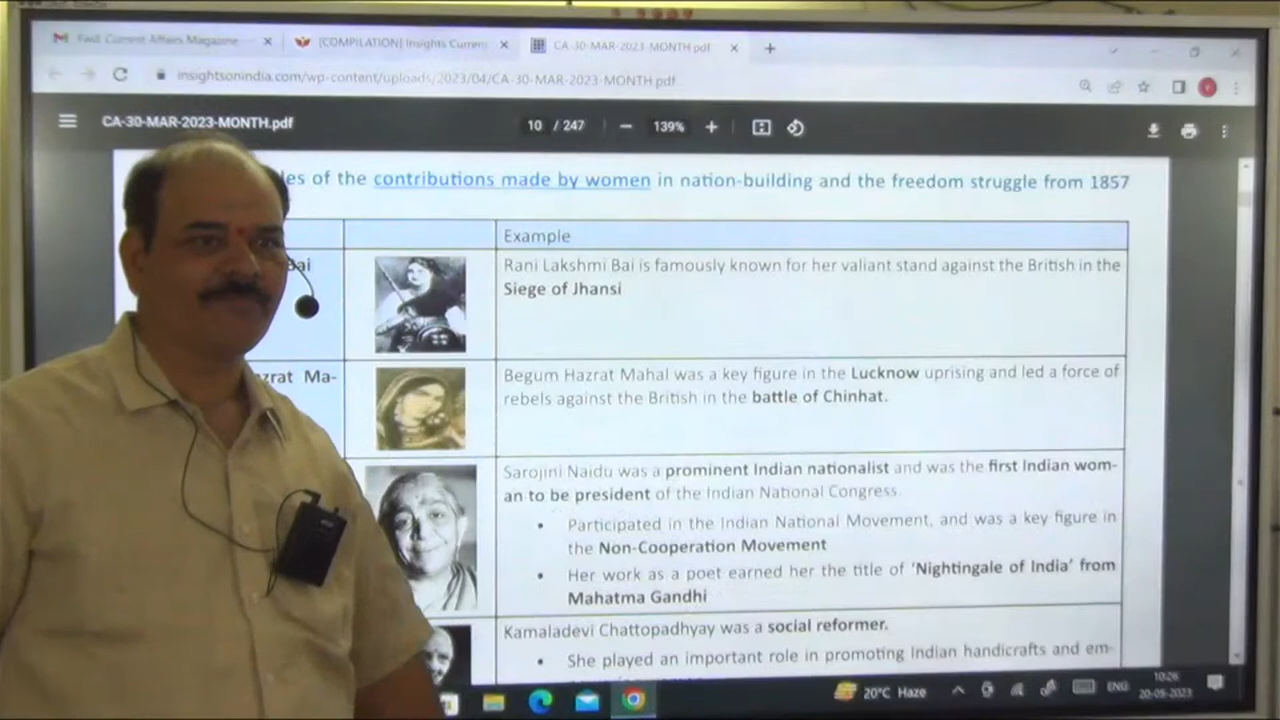 Fwd: Current Affairs Magazine
[COMPILATION] Insights Current
CA-30-MAR-2023-MONTH.pdf
insightsonindia.com/wp-content/uploads/2023/04/CA-30-MAR-2023-MONTH.pdf
CA-30-MAR-2023-MONTH.pdf
10 / 247
139%
les of the contributions made by women in nation-building and the freedom struggle from 1857
Example
Bai
Rani Lakshmi Bai is famously known for her valiant stand against the British in the
Siege of Jhansi
zrat Ma-
Begum Hazrat Mahal was a key figure in the Lucknow uprising and led a force of
rebels against the British in the battle of Chinhat.
Sarojini Naidu was a prominent Indian nationalist and was the first Indian wom-
an to be president of the Indian National Congress.
• Participated in the Indian National Movement, and was a key figure in
the Non-Cooperation Movement
• Her work as a poet earned her the title of ‘Nightingale of India’ from
Mahatma Gandhi
Kamaladevi Chattopadhyay was a social reformer.
• She played an important role in promoting Indian handicrafts and em-
20°C Haze
ENG
10:26
20-05-2023